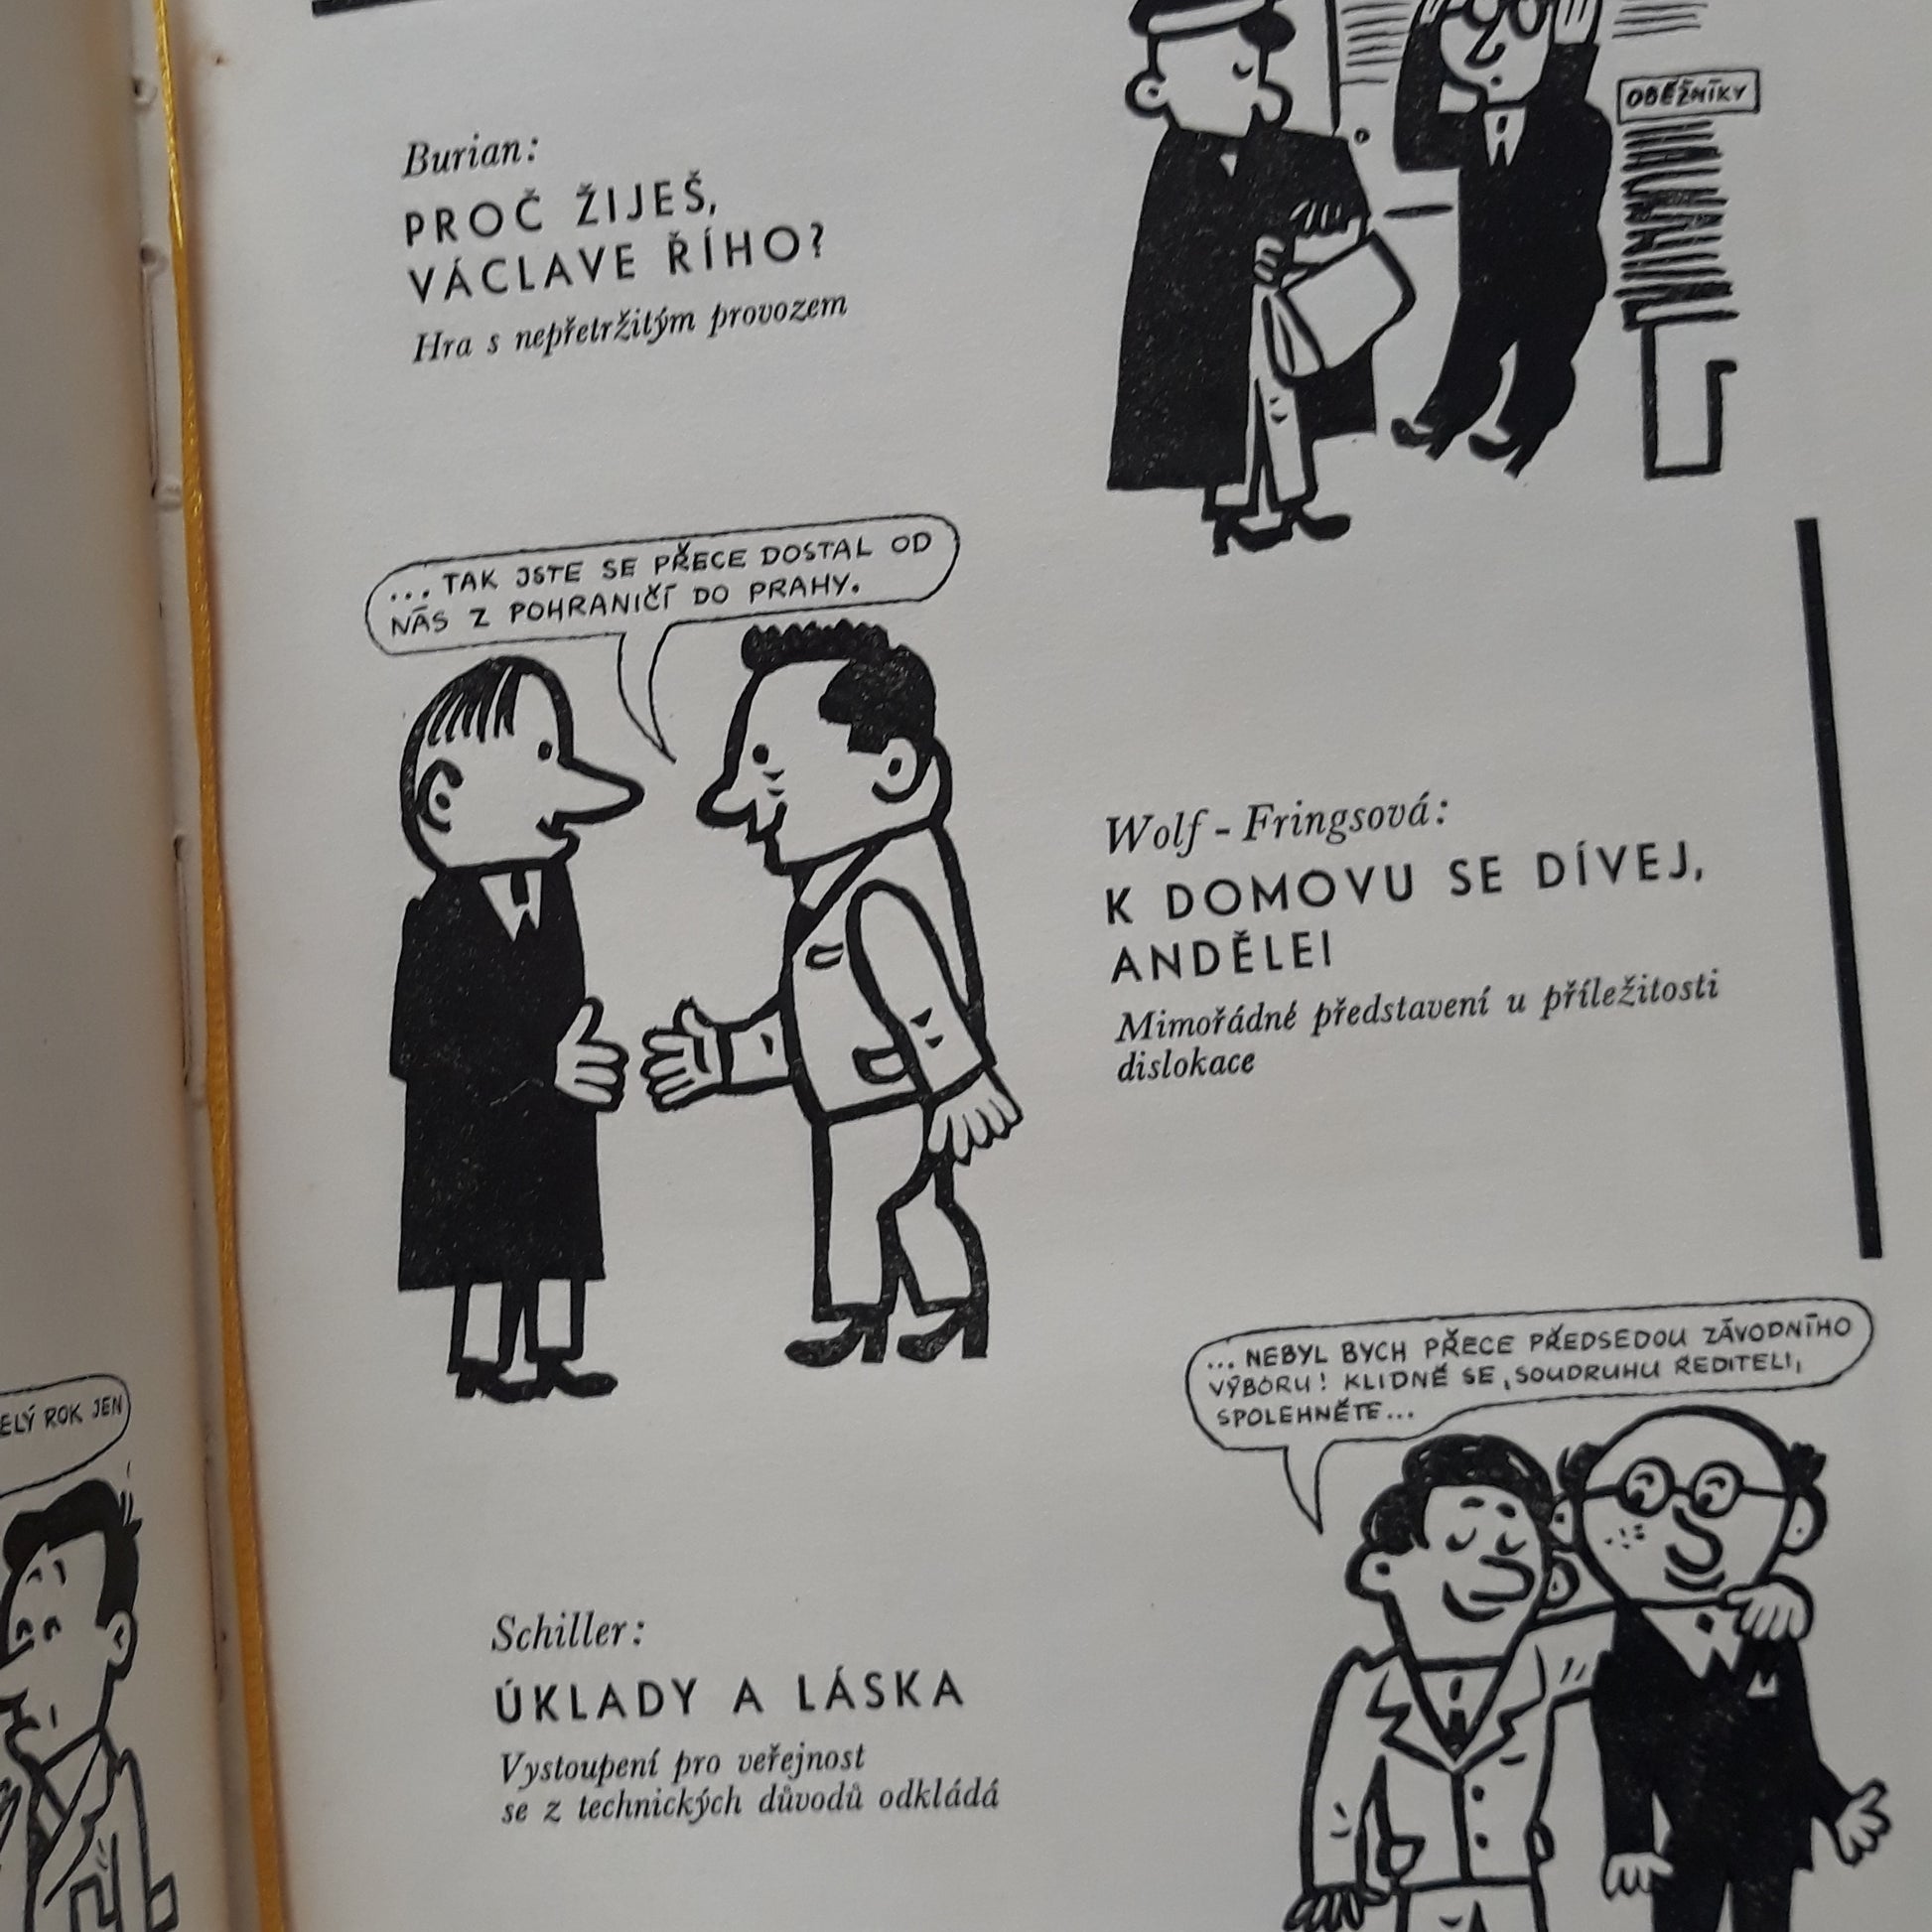 OBĚŽNÍKY
Burian:
PROČ ŽIJEŠ,
VÁCLAVE ŘÍHO?
Hra s nepřetržitým provozem
... TAK JSTE SE PŘECE DOSTAL OD
NÁS Z POHRANIČÍ DO PRAHY.
Wolf - Fringsová:
K DOMOVU SE DÍVEJ,
ANDĚLEI
Mimořádné představení u příležitosti
dislokace
... NEBYL BYCH PŘECE PŘEDSEDOU ZÁVODNÍHO
VÝBORU! KLIDNĚ SE, SOUDRUHU ŘEDITELI,
SPOLEHNĚTE...
ELÝ ROK JEN
Schiller:
ÚKLADY A LÁSKA
Vystoupení pro veřejnost
se z technických důvodů odkládá